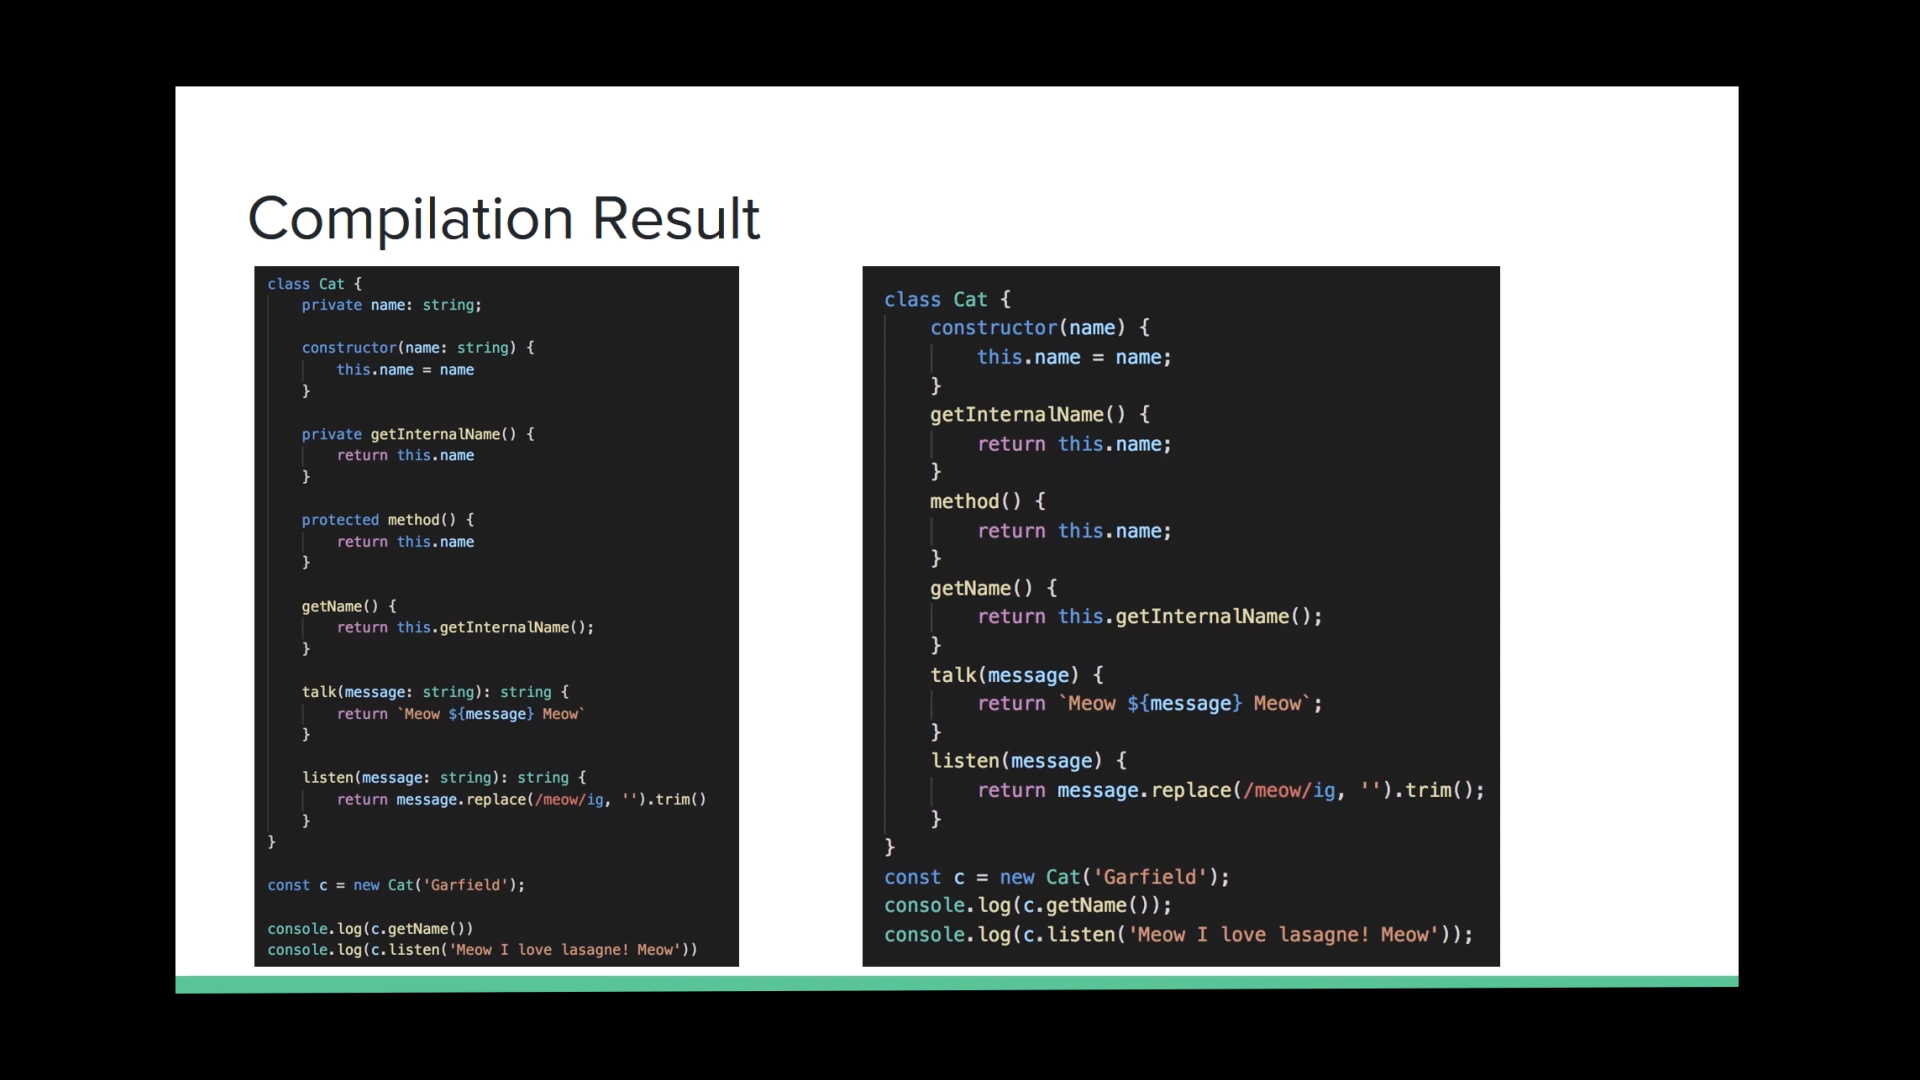 Compilation Result
class Cat {
private name: string;
constructor(name: string) {
this.name = name
}
private getInternalName() {
return this.name
}
protected method() {
return this.name
}
getName() {
return this.getInternalName();
}
talk(message: string): string {
return `Meow ${message} Meow`
}
listen(message: string): string {
return message.replace(/meow/ig, '').trim()
}
}
const c = new Cat('Garfield');
console.log(c.getName())
console.log(c.listen('Meow I love lasagne! Meow'))
class Cat {
constructor(name) {
this.name = name;
}
getInternalName() {
return this.name;
}
method() {
return this.name;
}
getName() {
return this.getInternalName();
}
talk(message) {
return `Meow ${message} Meow`;
}
listen(message) {
return message.replace(/meow/ig, '').trim();
}
}
const c = new Cat('Garfield');
console.log(c.getName());
console.log(c.listen('Meow I love lasagne! Meow'));